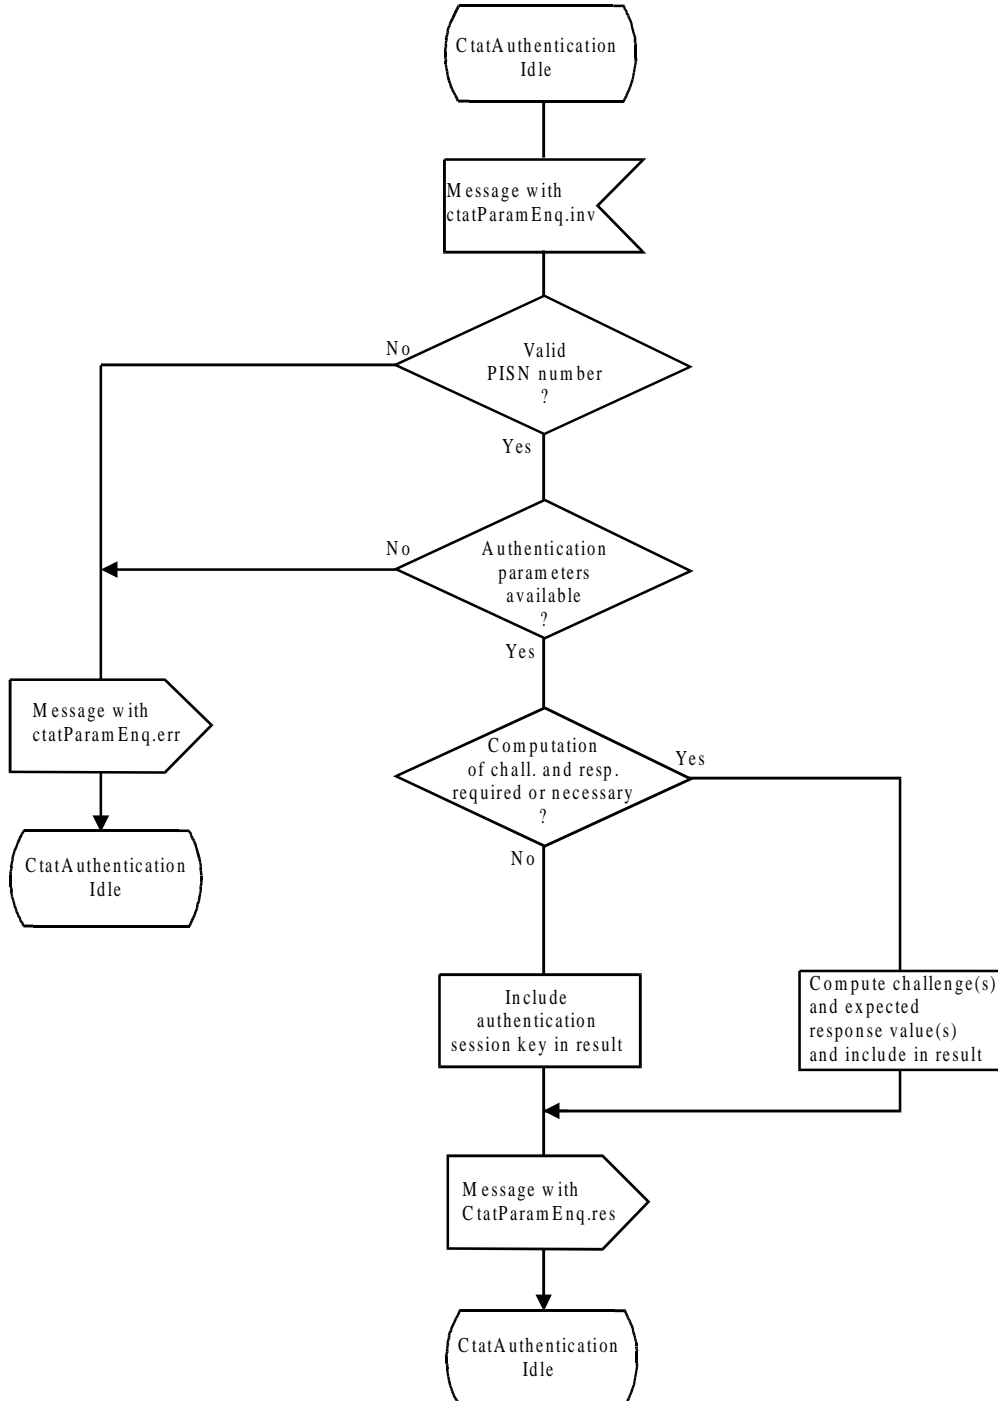 CtatAuthentication
Idle
Message with
ctatParamEnq.inv
No
Valid
PISN number
?
Yes
No
Authentication
parameters
available
?
Yes
Message with
ctatParamEnq.err
Computation
of chall. and resp.
required or necessary
?
Yes
No
CtatAuthentication
Idle
Include
authentication
session key in result
Compute challenge(s)
and expected
response value(s)
and include in result
Message with
CtatParamEnq.res
CtatAuthentication
Idle